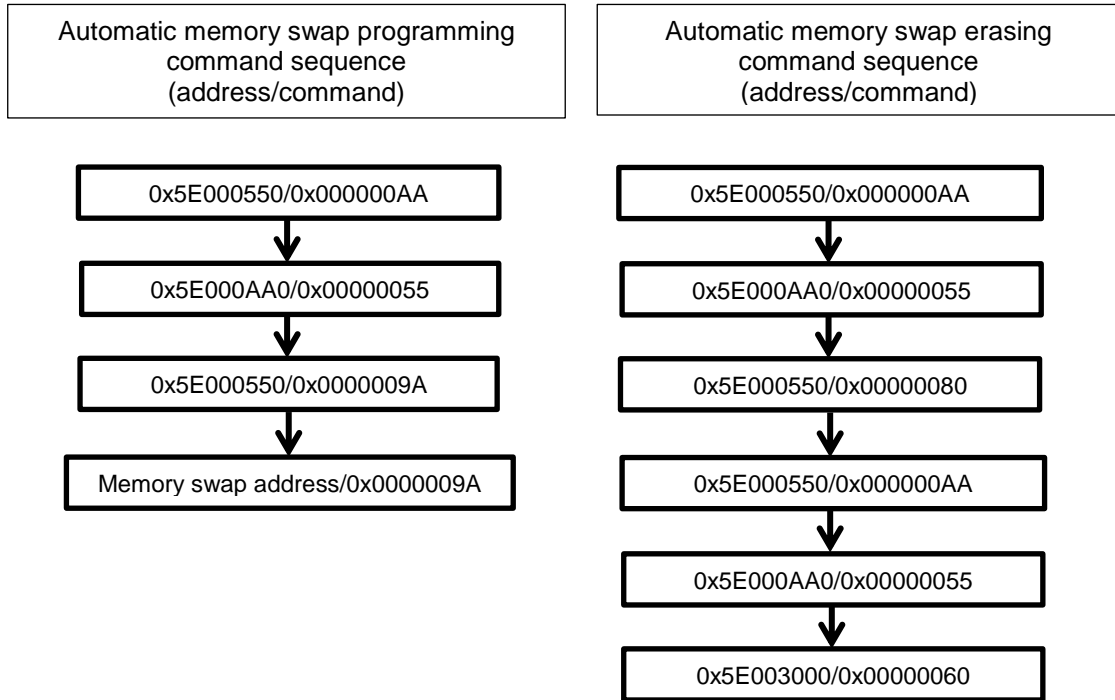 Automatic memory swap programming
command sequence
(address/command)
0x5E000550/0x000000AA
0x5E000AA0/0x00000055
0x5E000550/0x0000009A
Memory swap address/0x0000009A
Automatic memory swap erasing
command sequence
(address/command)
0x5E000550/0x000000AA
0x5E000AA0/0x00000055
0x5E000550/0x00000080
0x5E000550/0x000000AA
0x5E000AA0/0x00000055
0x5E003000/0x00000060